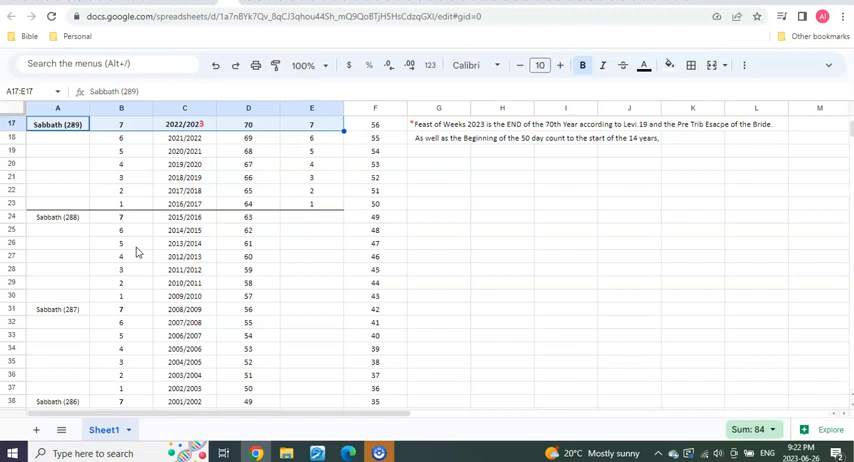 docs.google.com/spreadsheets/d/1a7nBYk7Qv_8qCJ3qhou44Sh_mQ9QoBTjH5HsCdzqGXI/edit#gid=0
Bible Personal Other bookmarks
Search the menus (Alt+/) $ % .0 .00 123 100% Calibri − 10 + B I A
A17:E17 fx Sabbath (289)
A B C D E F G H I J K L M
17 Sabbath (289) 7 2022/2023 70 7 56 *Feast of Weeks 2023 is the END of the 70th Year according to Levi.19 and the Pre Trib Esacpe of the Bride.
18 6 2021/2022 69 6 55 As well as the Beginning of the 50 day count to the start of the 14 years,
19 5 2020/2021 68 5 54
20 4 2019/2020 67 4 53
21 3 2018/2019 66 3 52
22 2 2017/2018 65 2 51
23 1 2016/2017 64 1 50
24 Sabbath (288) 7 2015/2016 63 49
25 6 2014/2015 62 48
26 5 2013/2014 61 47
27 4 2012/2013 60 46
28 3 2011/2012 59 45
29 2 2010/2011 58 44
30 1 2009/2010 57 43
31 Sabbath (287) 7 2008/2009 56 42
32 6 2007/2008 55 41
33 5 2006/2007 54 40
34 4 2005/2006 53 39
35 3 2004/2005 52 38
36 2 2003/2004 51 37
37 1 2002/2003 50 36
38 Sabbath (286) 7 2001/2002 49 35
Sheet1 Sum: 84 Explore
Type here to search 20°C Mostly sunny ENG 9:22 PM 2023-06-26 2